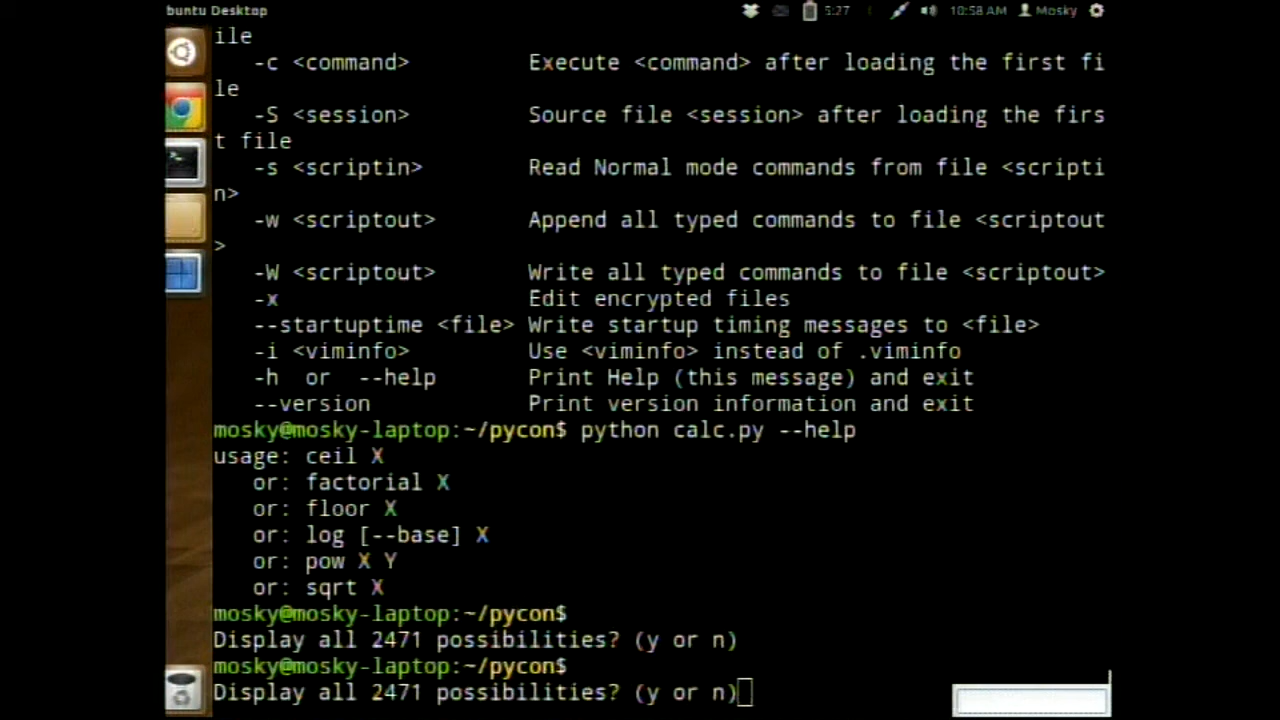 buntu Desktop 5:27 10:58 AM Mosky
ile
-c <command> Execute <command> after loading the first fi
le
-S <session> Source file <session> after loading the firs
t file
-s <scriptin> Read Normal mode commands from file <scripti
n>
-w <scriptout> Append all typed commands to file <scriptout
>
-W <scriptout> Write all typed commands to file <scriptout>
-x Edit encrypted files
--startuptime <file> Write startup timing messages to <file>
-i <viminfo> Use <viminfo> instead of .viminfo
-h or --help Print Help (this message) and exit
--version Print version information and exit
mosky@mosky-laptop:~/pycon$ python calc.py --help
usage: ceil X
or: factorial X
or: floor X
or: log [--base] X
or: pow X Y
or: sqrt X
mosky@mosky-laptop:~/pycon$
Display all 2471 possibilities? (y or n)
mosky@mosky-laptop:~/pycon$
Display all 2471 possibilities? (y or n)